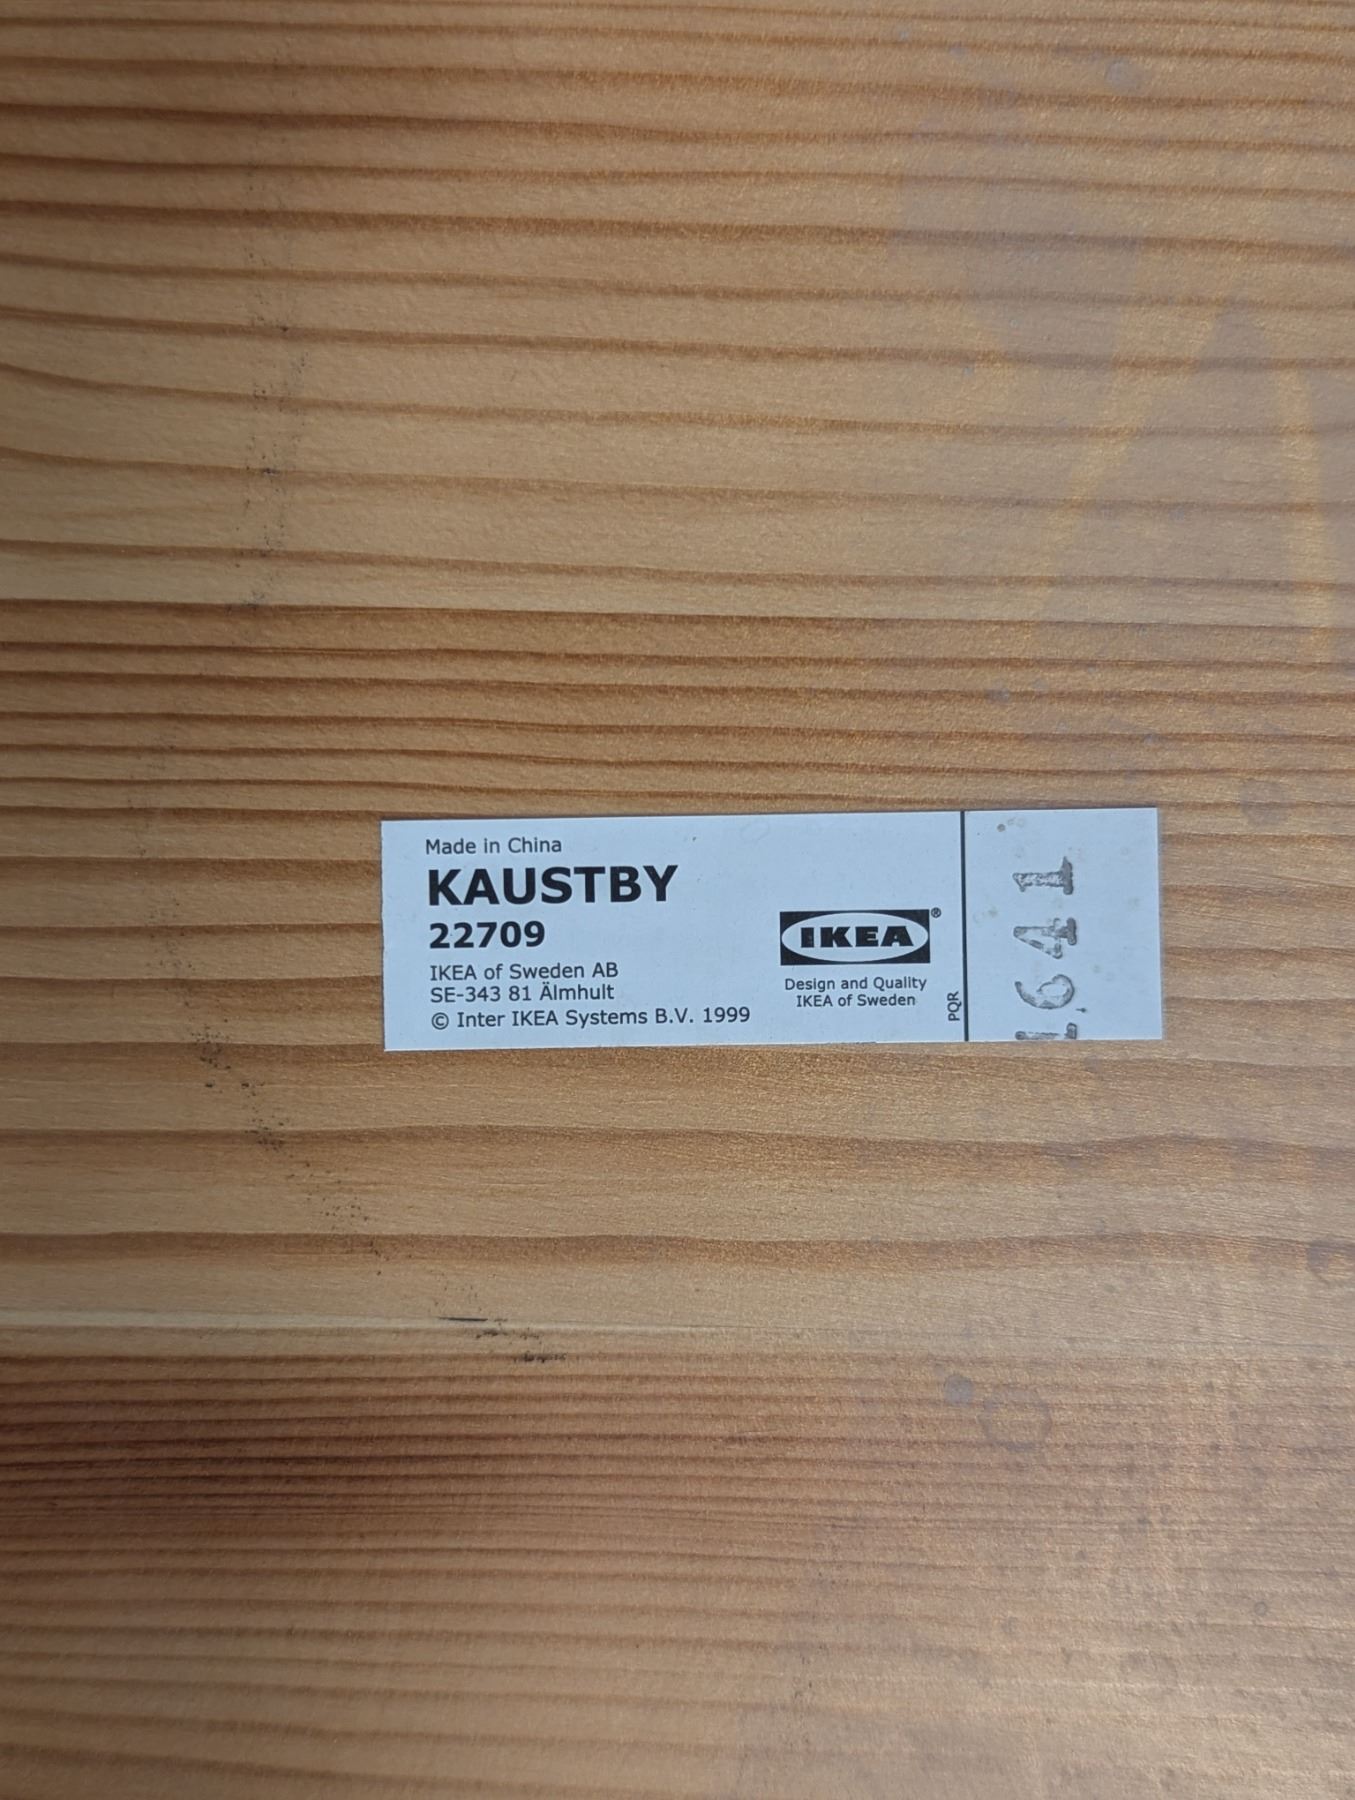 Made in China
KAUSTBY
22709
IKEA of Sweden AB
SE-343 81 Älmhult
© Inter IKEA Systems B.V. 1999
IKEA®
Design and Quality
IKEA of Sweden
PQR
1641